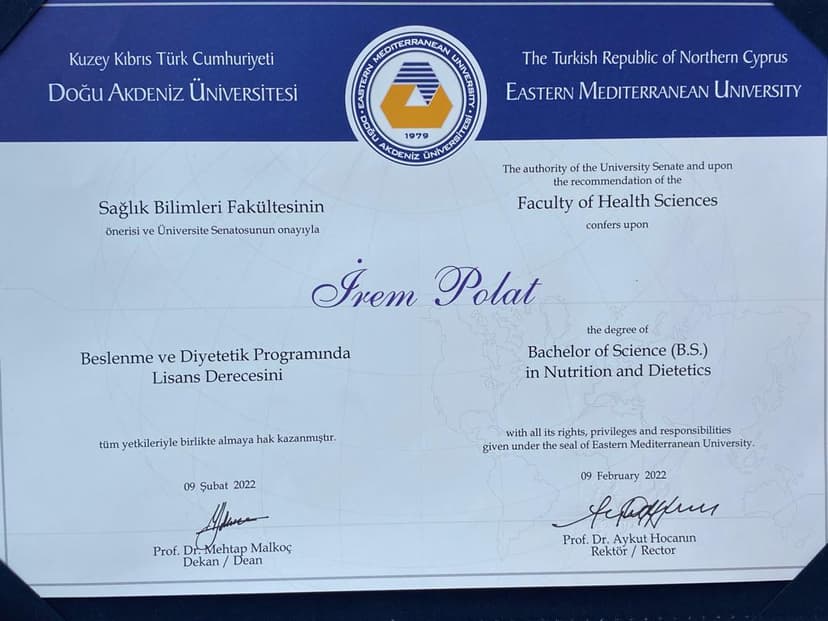 Kuzey Kıbrıs Türk Cumhuriyeti
DOĞU AKDENİZ ÜNİVERSİTESİ
EASTERN MEDITERRANEAN UNIVERSITY
1979
DOĞU AKDENİZ ÜNİVERSİTESİ
The Turkish Republic of Northern Cyprus
EASTERN MEDITERRANEAN UNIVERSITY
Sağlık Bilimleri Fakültesinin
önerisi ve Üniversite Senatosunun onayıyla
The authority of the University Senate and upon
the recommendation of the
Faculty of Health Sciences
confers upon
İrem Polat
Beslenme ve Diyetetik Programında
Lisans Derecesini
tüm yetkileriyle birlikte almaya hak kazanmıştır.
09 Şubat 2022
Prof. Dr. Mehtap Malkoç
Dekan / Dean
the degree of
Bachelor of Science (B.S.)
in Nutrition and Dietetics
with all its rights, privileges and responsibilities
given under the seal of Eastern Mediterranean University.
09 February 2022
Prof. Dr. Aykut Hocanın
Rektör / Rector